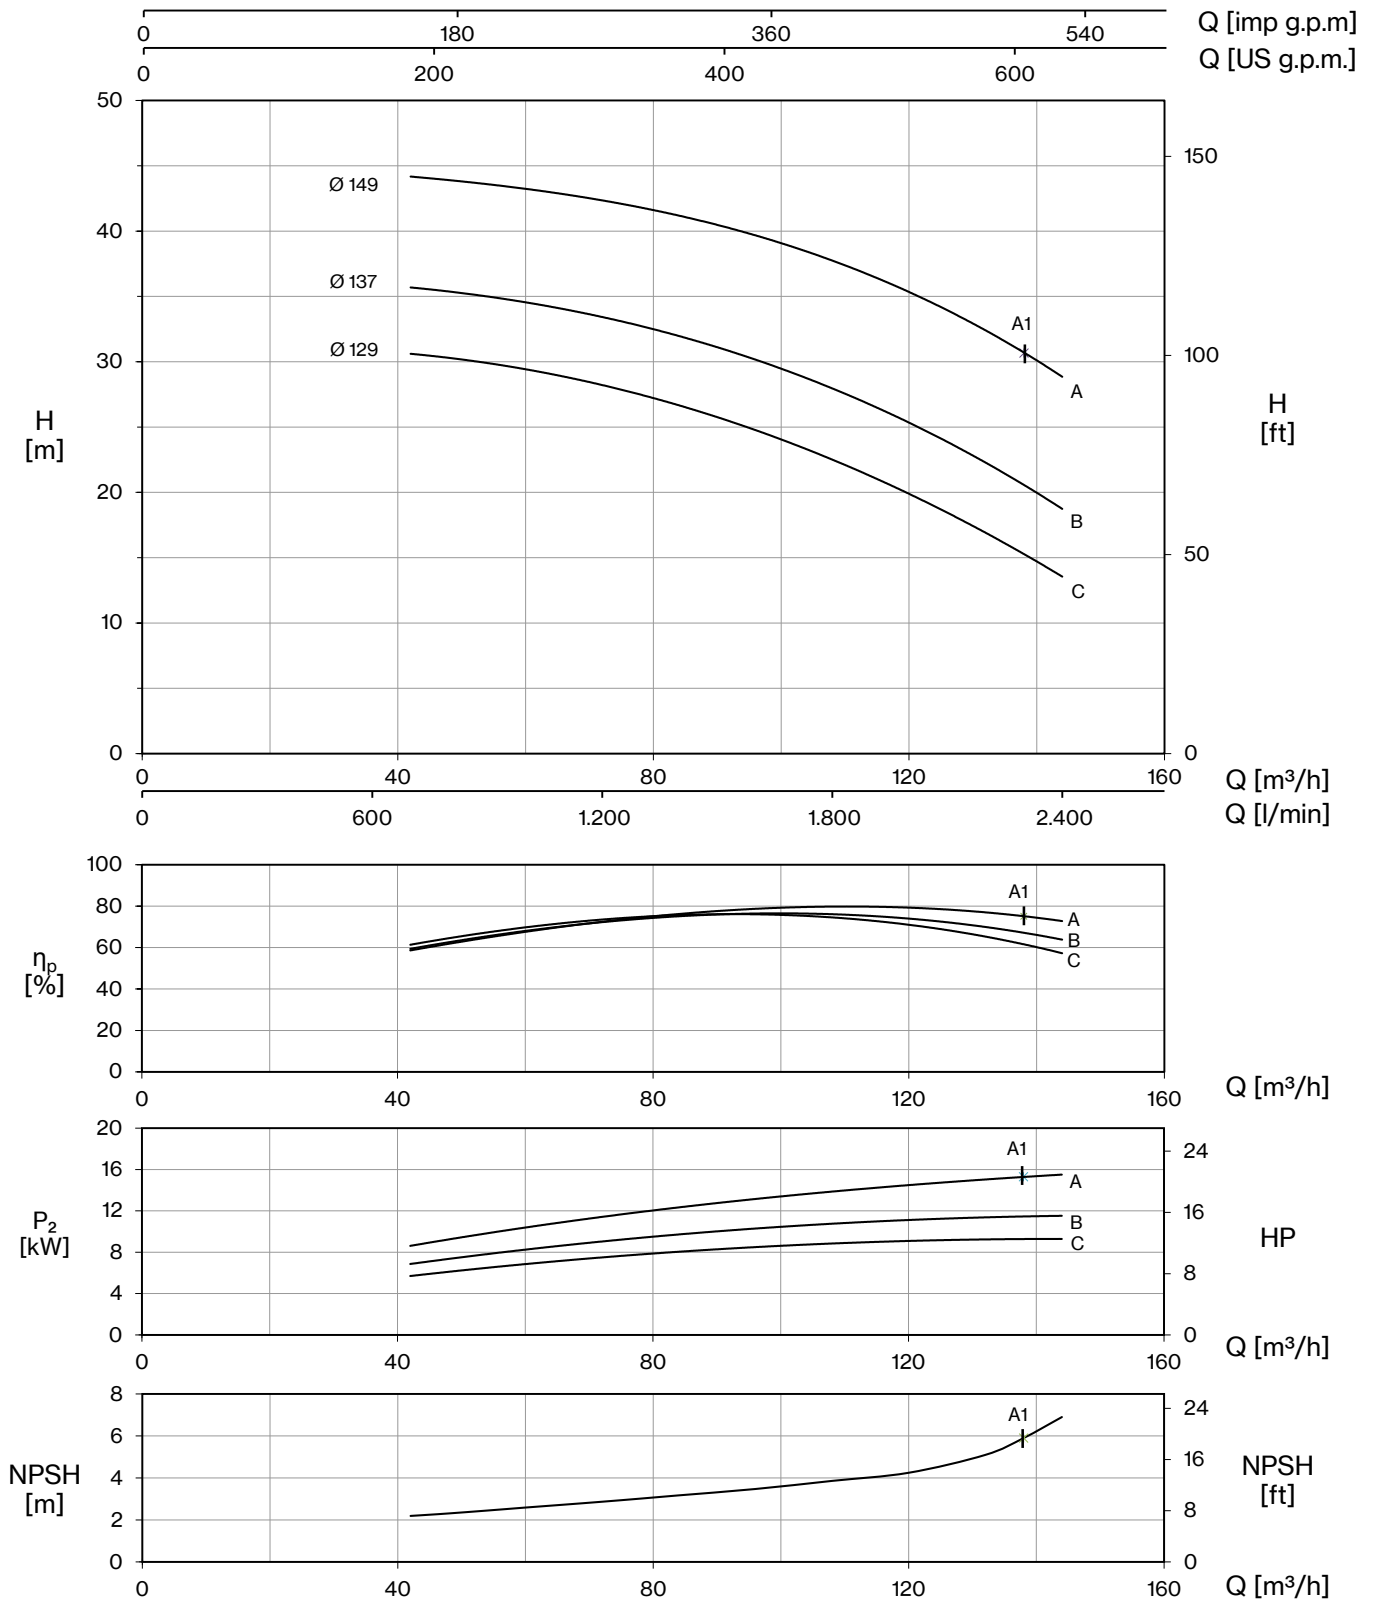 0 180 360 540 Q [imp g.p.m]
0 200 400 600 Q [US g.p.m.]
50
150
Ø 149
40
Ø 137
A1
Ø 129
30
100
A
H
[m]
H
[ft]
20
B
50
C
10
0
0
0 40 80 120 160 Q [m³/h]
0 600 1.200 1.800 2.400 Q [l/min]
100
A1
80
A
B
60
C
ηp
[%]
40
20
0
0 40 80 120 160 Q [m³/h]
20
A1
24
16
A
12
16
P₂
[kW]
B
HP
8
C
8
4
0
0
0 40 80 120 160 Q [m³/h]
8
A1
24
6
16
NPSH
[m]
4
NPSH
[ft]
8
2
0
0
0 40 80 120 160 Q [m³/h]